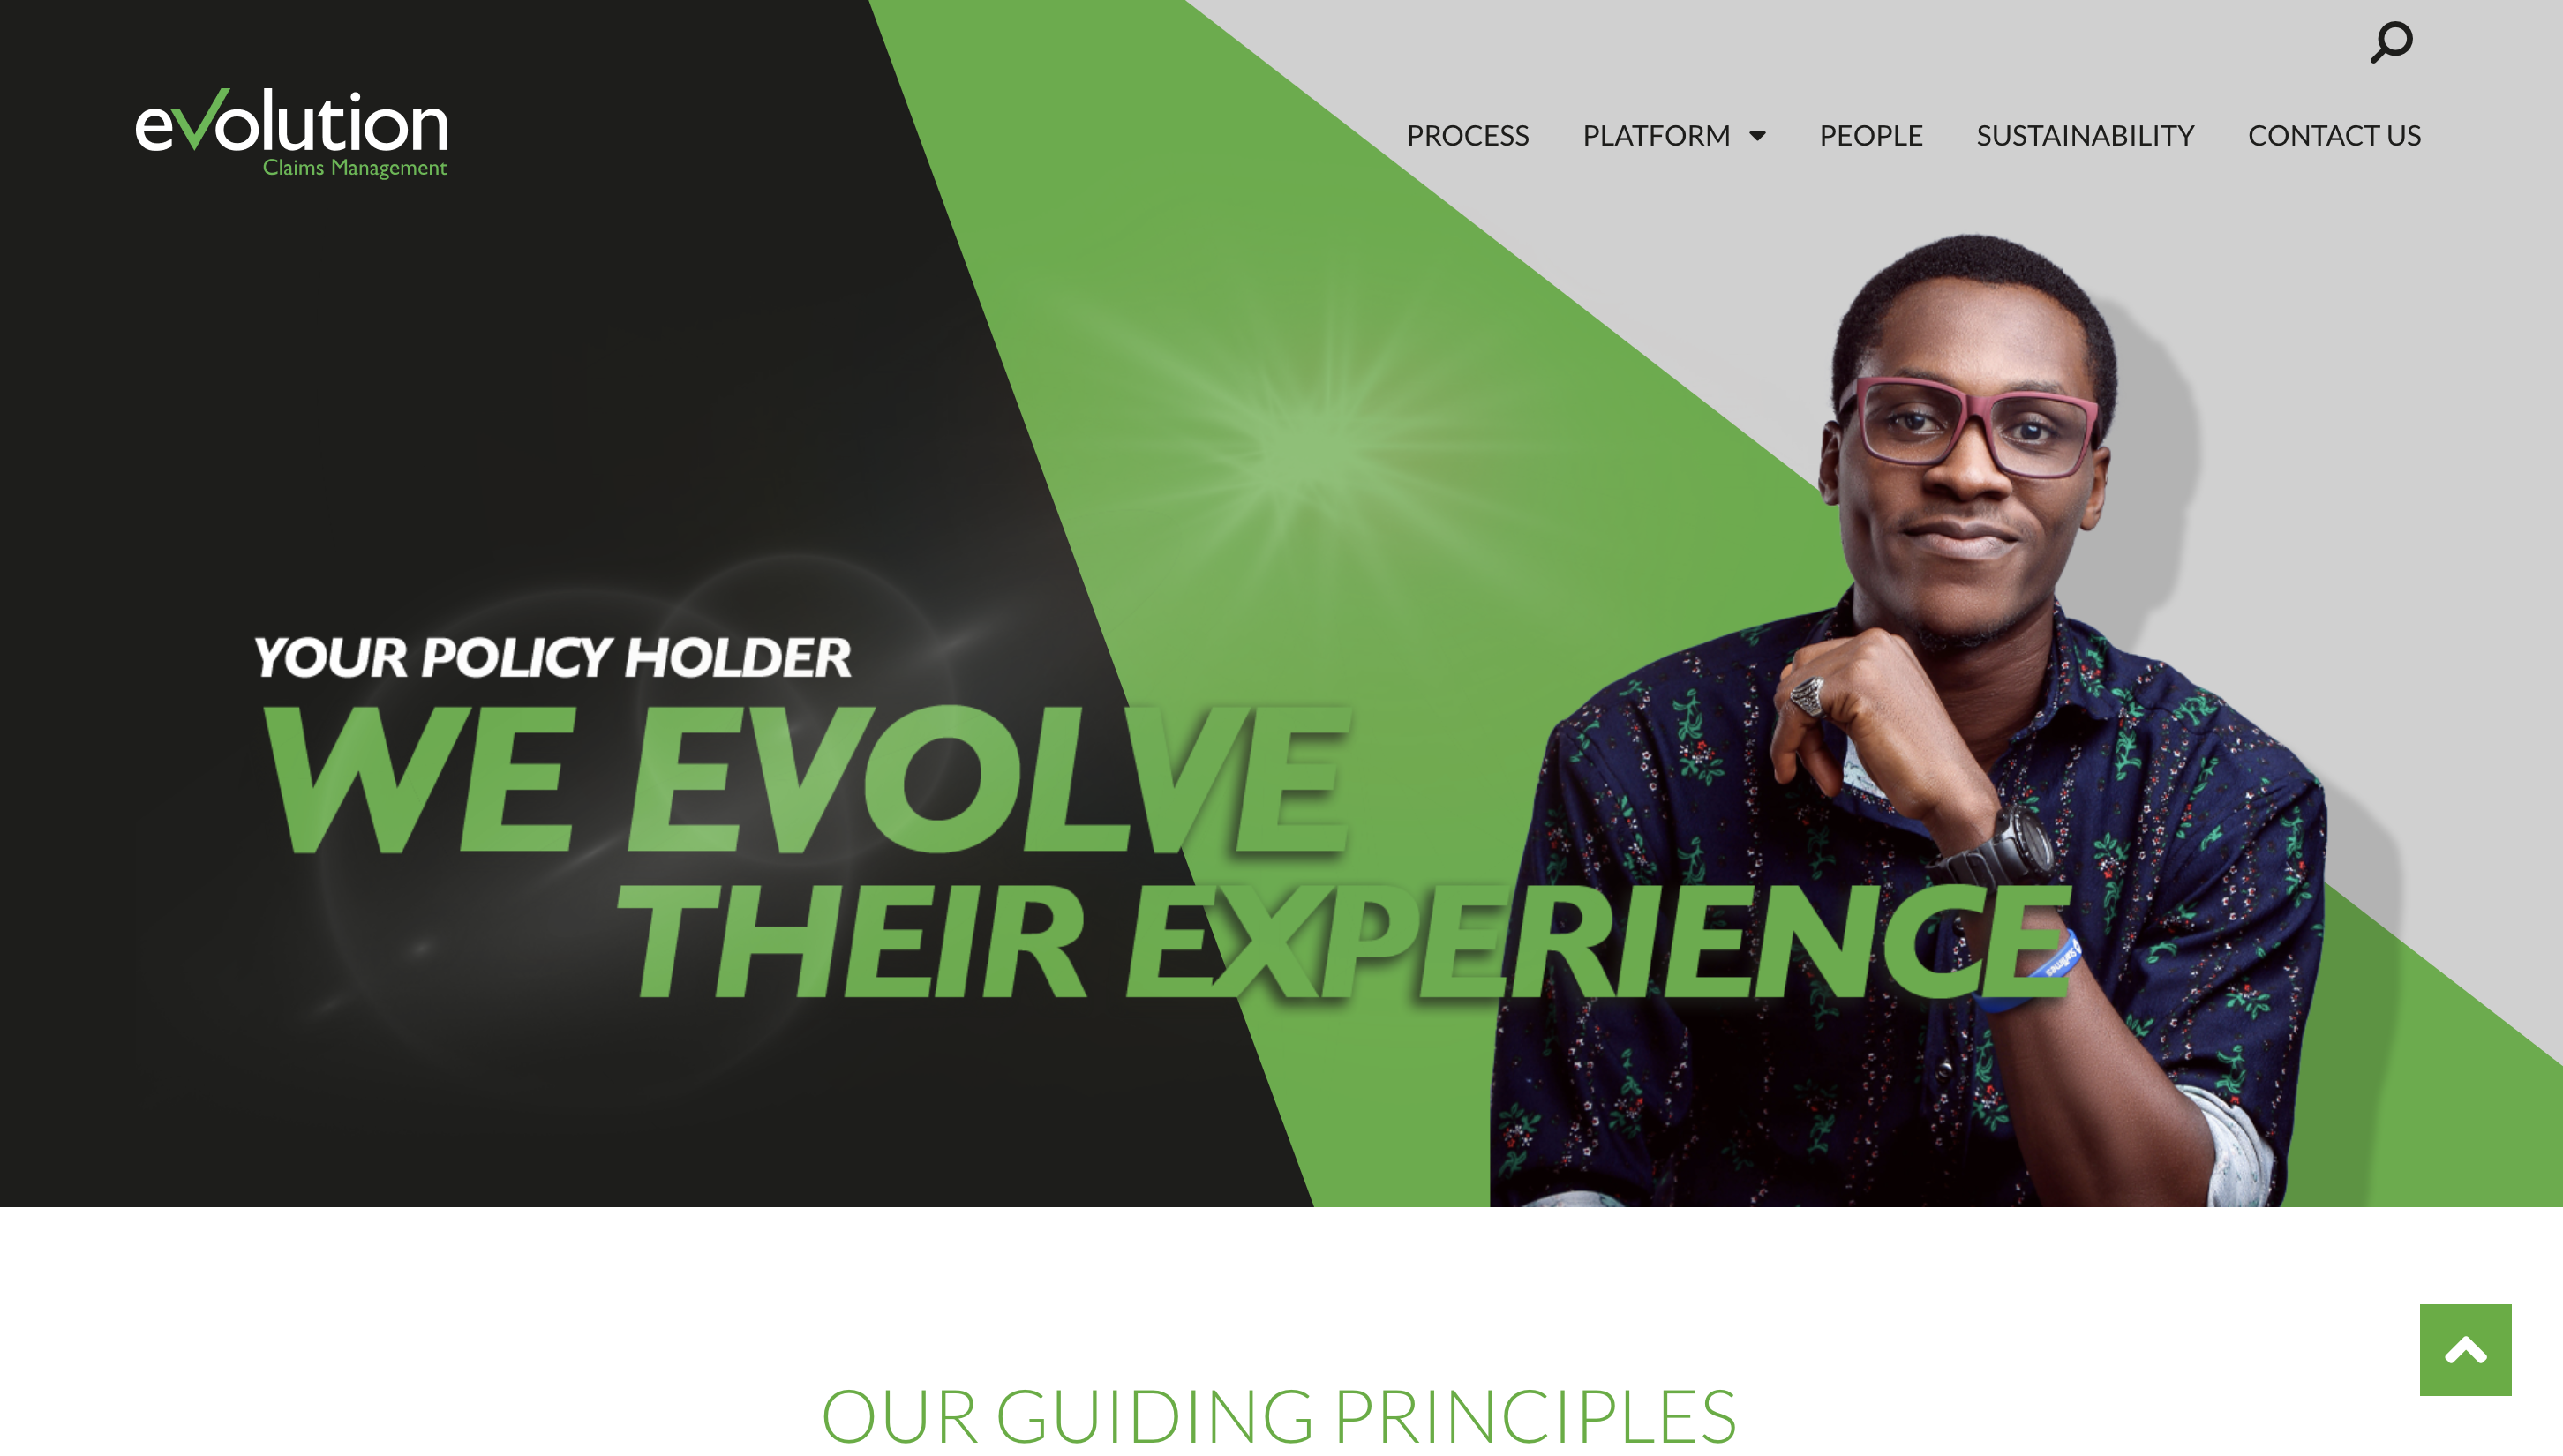 evolution
Claims Management
PROCESS PLATFORM PEOPLE SUSTAINABILITY CONTACT US
YOUR POLICY HOLDER
WE EVOLVE
THEIR EXPERIENCE
OUR GUIDING PRINCIPLES